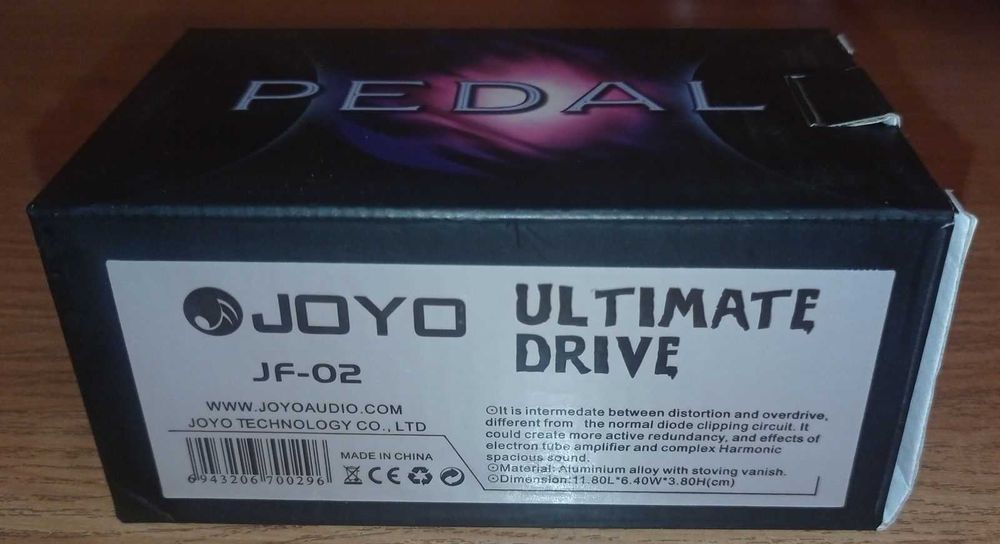 PEDAL
JOYO
JF-02
WWW.JOYOAUDIO.COM
JOYO TECHNOLOGY CO., LTD
6943206700296
MADE IN CHINA
CE
ULTIMATE
DRIVE
⊙It is intermedate between distortion and overdrive,
different from the normal diode clipping circuit. It
could create more active redundancy, and effects of
electron tube amplifier and complex Harmonic
spacious sound.
⊙Material: Aluminium alloy with stoving vanish.
⊙Dimension:11.80L*6.40W*3.80H(cm)